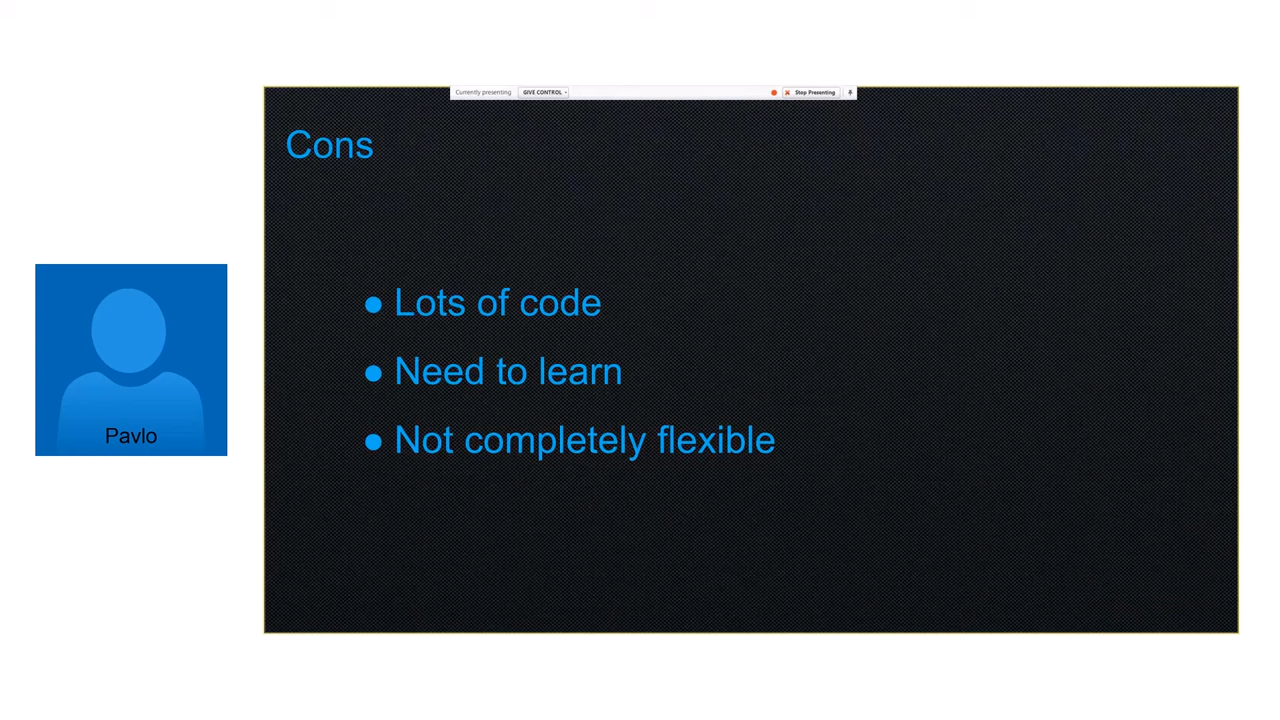 Currently presenting GIVE CONTROL Stop Presenting
Cons
● Lots of code
● Need to learn
● Not completely flexible
Pavlo